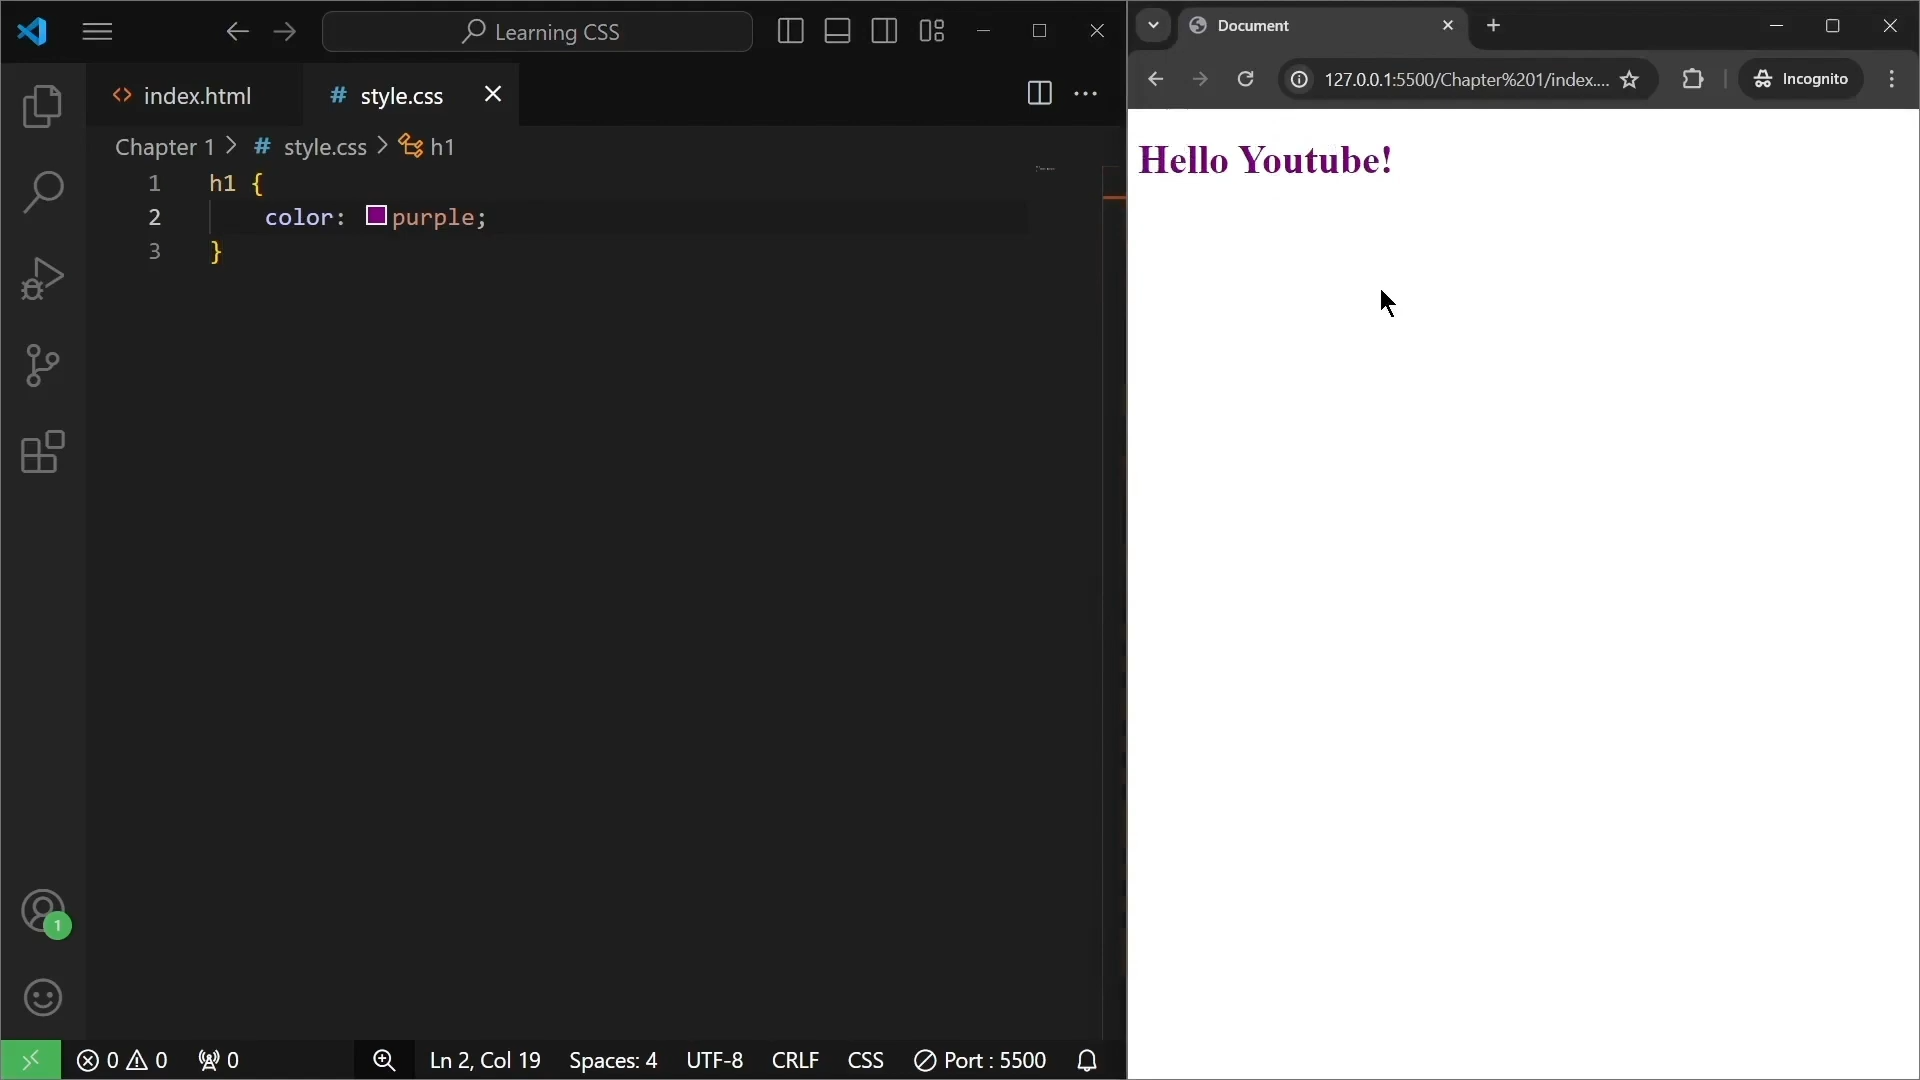 Learning CSS
index.html
# style.css
Chapter 1 > # style.css > h1
1 h1 {
2 color: purple;
3 }
1
0 0 0
Ln 2, Col 19 Spaces: 4 UTF-8 CRLF CSS Port : 5500
Document
127.0.0.1:5500/Chapter%201/index....
Incognito
Hello Youtube!